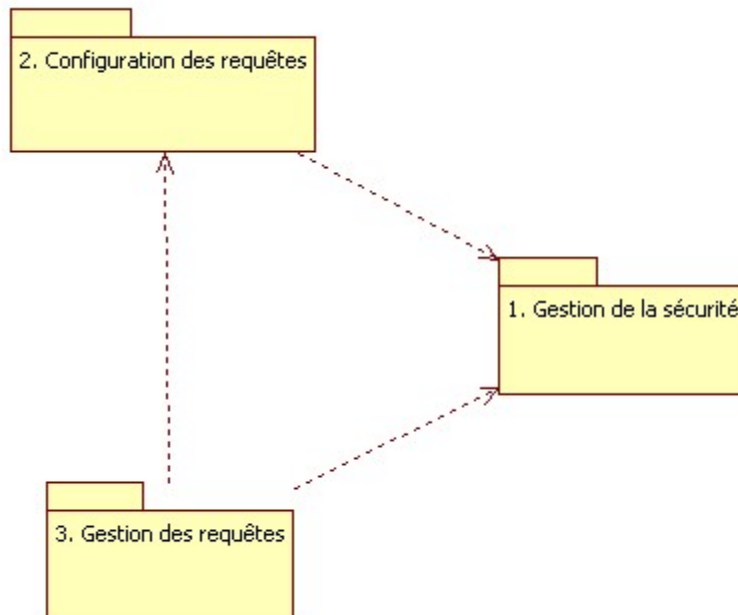 2. Configuration des requêtes
1. Gestion de la sécurité
3. Gestion des requêtes